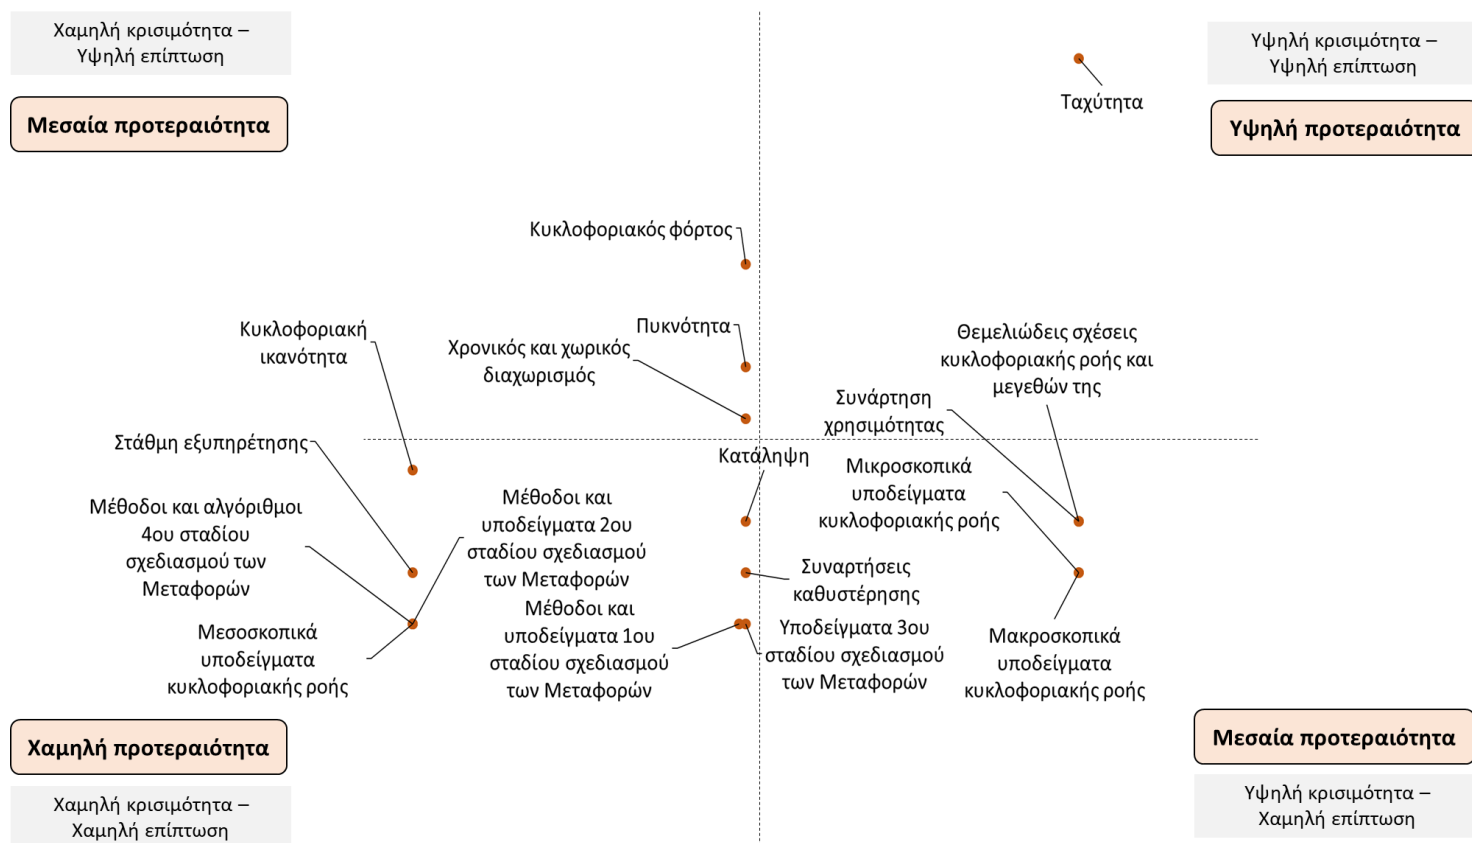 Χαμηλή κρισιμότητα –
Υψηλή επίπτωση
Μεσαία προτεραιότητα
Υψηλή κρισιμότητα –
Υψηλή επίπτωση
Υψηλή προτεραιότητα
Ταχύτητα
Κυκλοφοριακός φόρτος
Πυκνότητα
Χρονικός και χωρικός
διαχωρισμός
Κυκλοφοριακή
ικανότητα
Θεμελιώδεις σχέσεις
κυκλοφοριακής ροής και
μεγεθών της
Συνάρτηση
χρησιμότητας
Στάθμη εξυπηρέτησης
Κατάληψη
Μικροσκοπικά
υποδείγματα
κυκλοφοριακής ροής
Μέθοδοι και αλγόριθμοι
4ου σταδίου
σχεδιασμού των
Μεταφορών
Μέθοδοι και
υποδείγματα 2ου
σταδίου σχεδιασμού
των Μεταφορών
Συναρτήσεις
καθυστέρησης
Μέθοδοι και
υποδείγματα 1ου
σταδίου σχεδιασμού
των Μεταφορών
Υποδείγματα 3ου
σταδίου σχεδιασμού
των Μεταφορών
Μεσοσκοπικά
υποδείγματα
κυκλοφοριακής ροής
Μακροσκοπικά
υποδείγματα
κυκλοφοριακής ροής
Χαμηλή προτεραιότητα
Χαμηλή κρισιμότητα –
Χαμηλή επίπτωση
Μεσαία προτεραιότητα
Υψηλή κρισιμότητα –
Χαμηλή επίπτωση